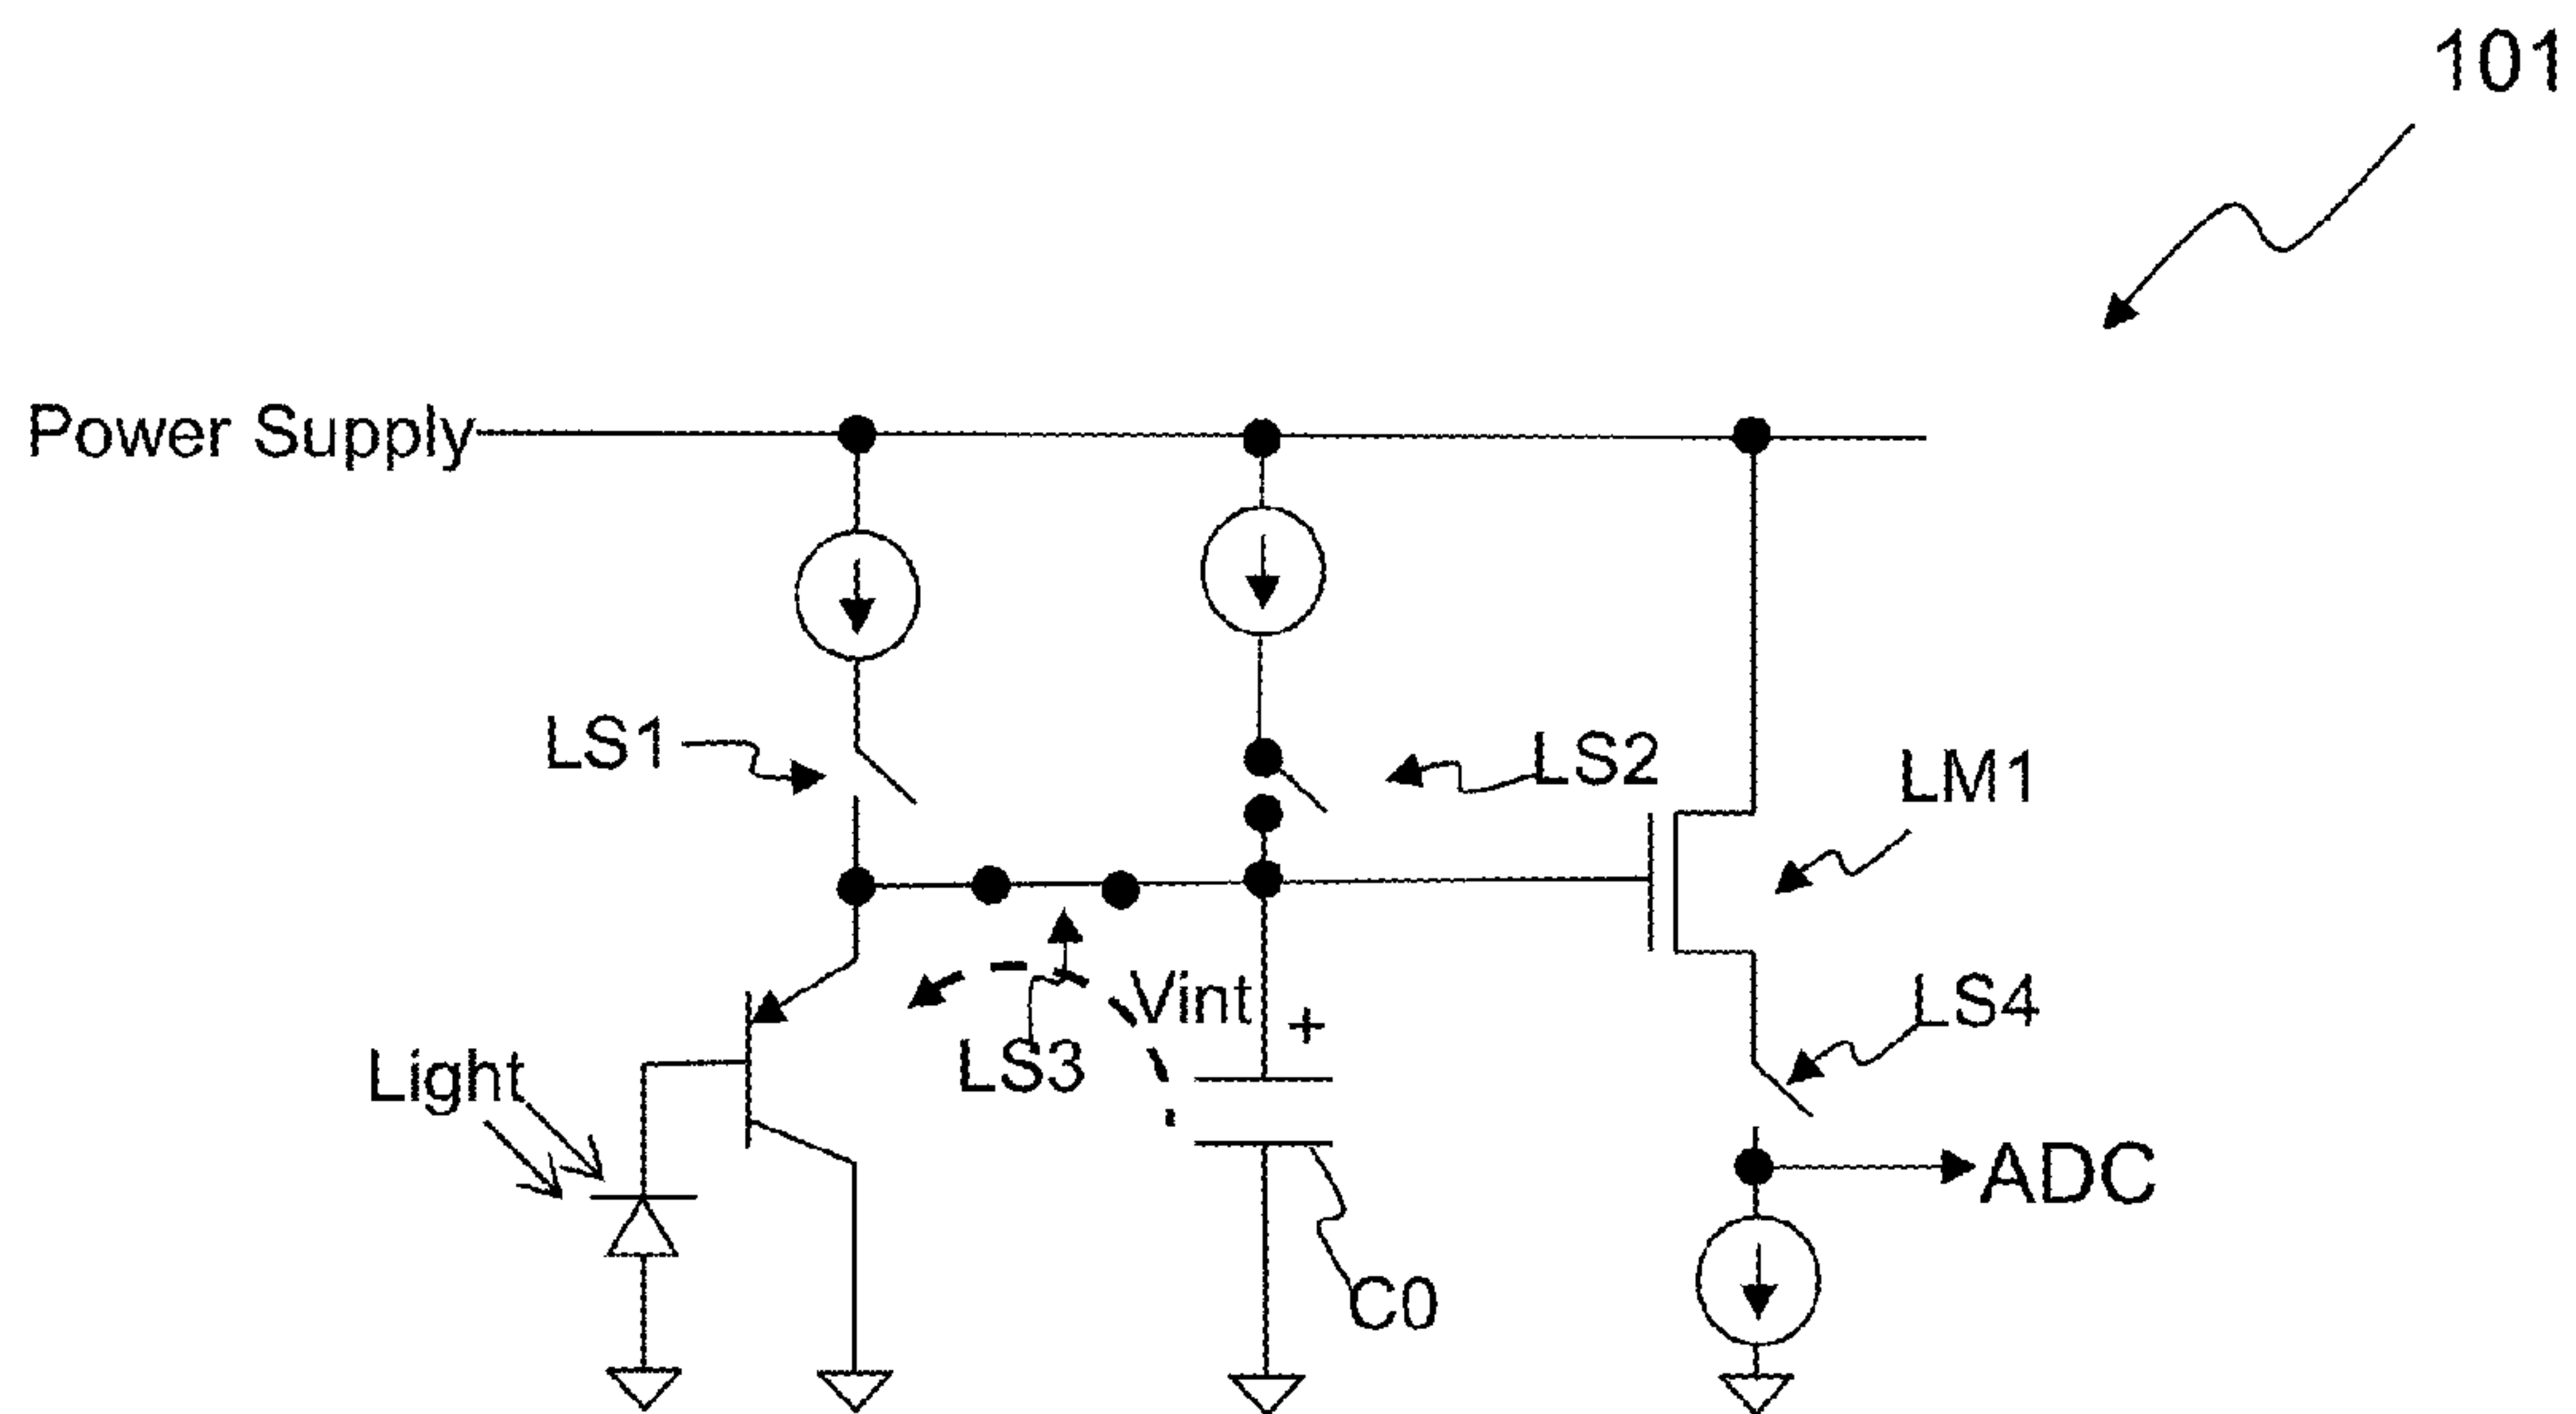 101
Power Supply
LS1
LS2
LM1
Vint
+
LS4
LS3
Light
ADC
C0